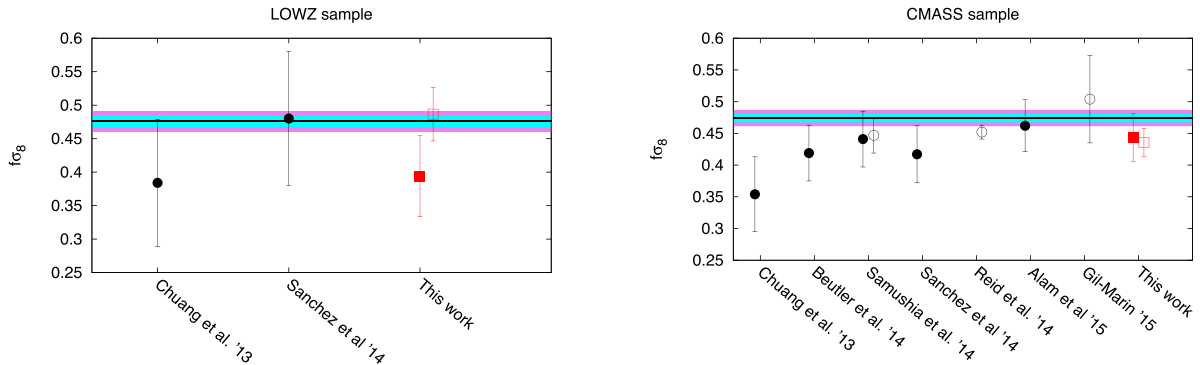 LOWZ sample
0.6
0.55
0.5
0.45
0.4
0.35
0.3
0.25
fσ8
Chuang et al. '13
Sanchez et al '14
This work
CMASS sample
0.6
0.55
0.5
0.45
0.4
0.35
0.3
0.25
fσ8
Chuang et al. '13
Beutler et al. '14
Samushia et al. '14
Sanchez et al '14
Reid et al. '14
Alam et al '15
Gil-Marin '15
This work